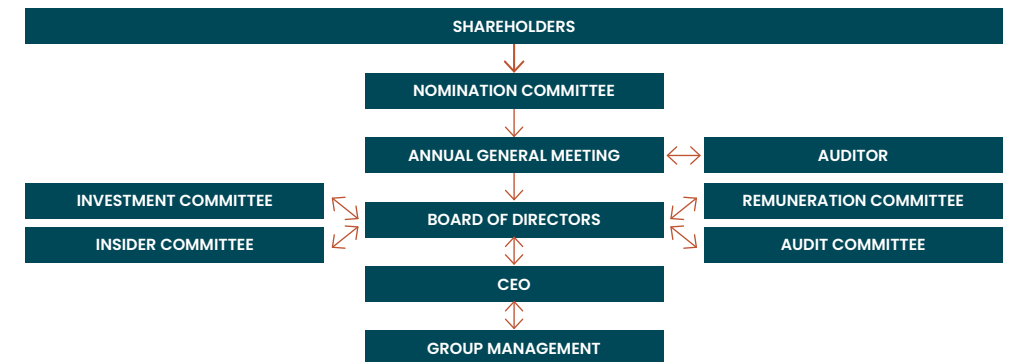 SHAREHOLDERS
NOMINATION COMMITTEE
ANNUAL GENERAL MEETING
AUDITOR
INVESTMENT COMMITTEE
REMUNERATION COMMITTEE
BOARD OF DIRECTORS
INSIDER COMMITTEE
AUDIT COMMITTEE
CEO
GROUP MANAGEMENT